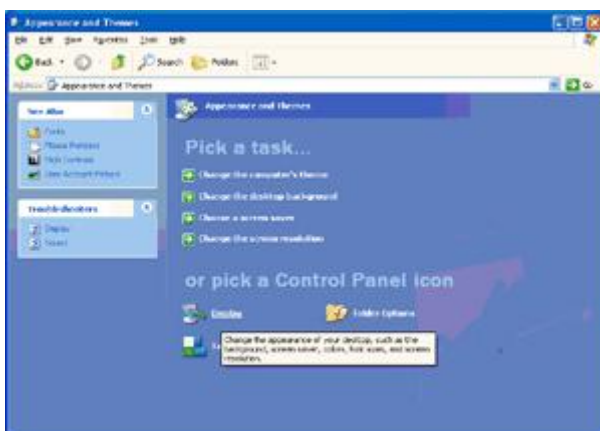 Appearance and Themes
File Edit View Favorites Tools Help
Back
Search
Folders
Address
Appearance and Themes
Go
See Also
Fonts
Mouse Pointers
High Contrast
User Account Picture
Troubleshooters
Display
Sound
Appearance and Themes
Pick a task...
Change the computer's theme
Change the desktop background
Choose a screen saver
Change the screen resolution
or pick a Control Panel icon
Display
Folder Options
Change the appearance of your desktop, such as the
background, screen saver, colors, font sizes, and screen
resolution.